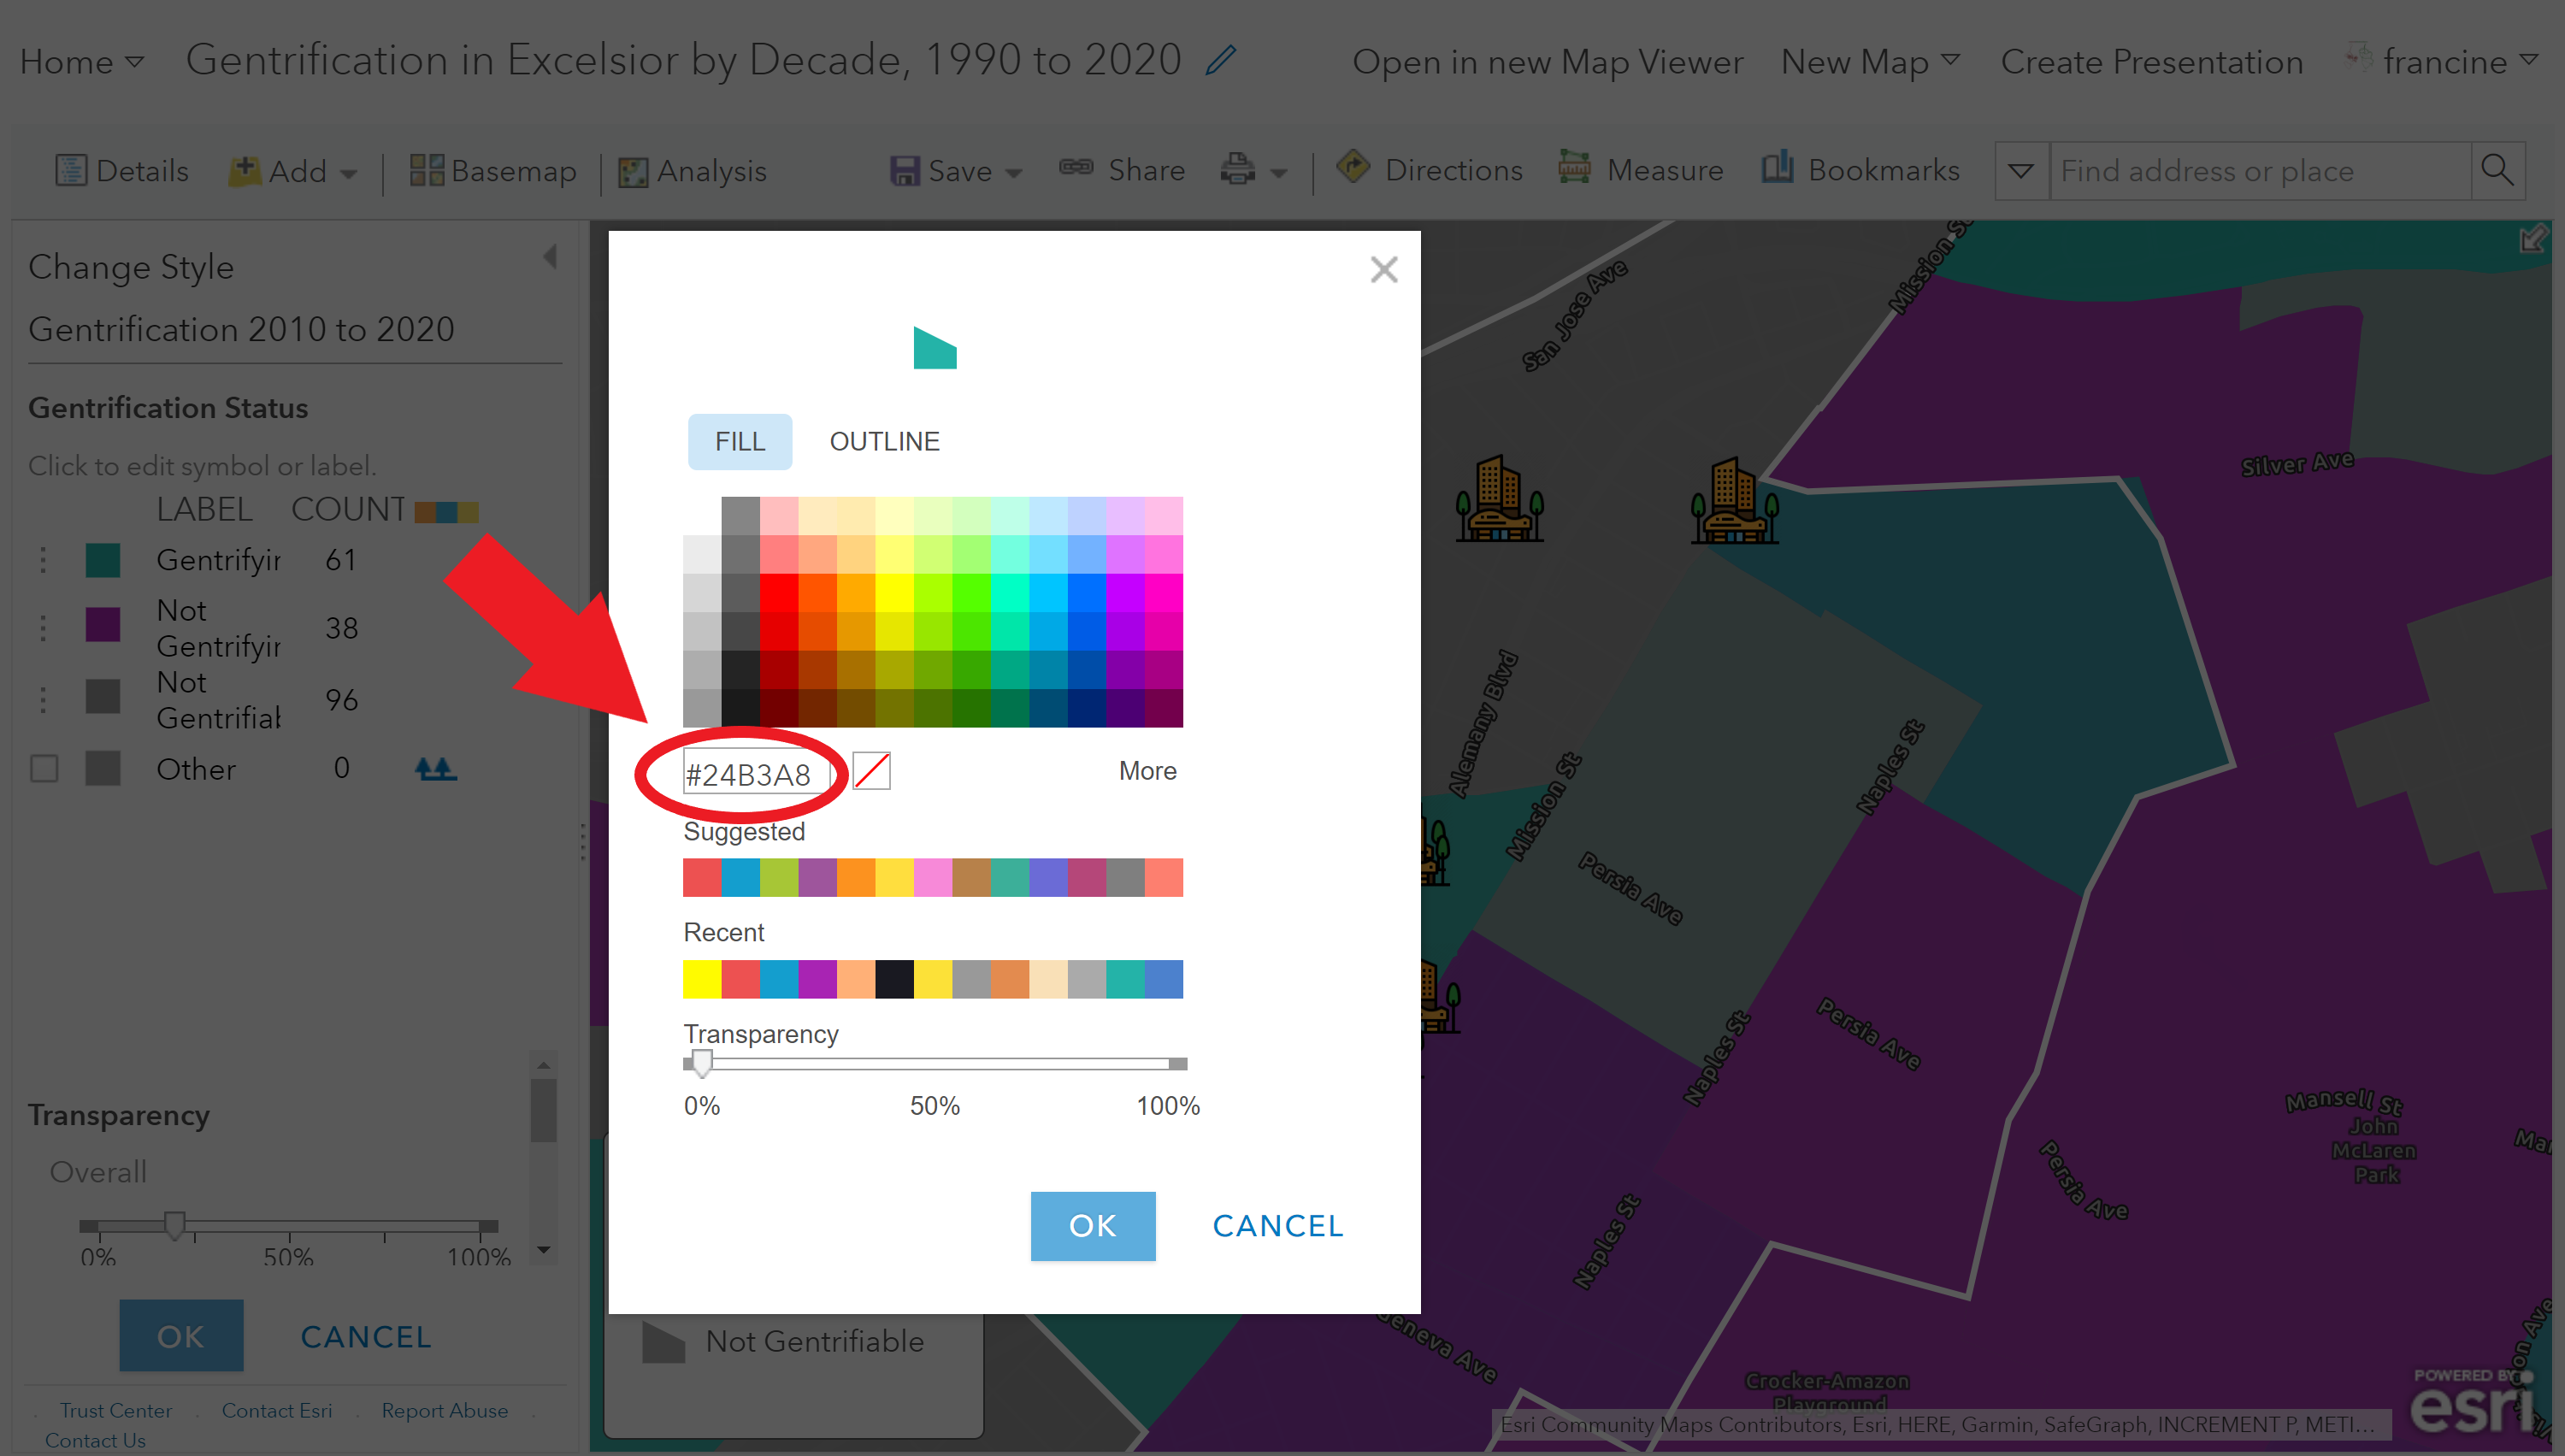 Home
Gentrification in Excelsior by Decade, 1990 to 2020
Open in new Map Viewer
New Map
Create Presentation
francine
Details
Add
Basemap
Analysis
Save
Share
Directions
Measure
Bookmarks
Find address or place
Change Style
Gentrification 2010 to 2020
Gentrification Status
Click to edit symbol or label.
LABEL COUNT
Gentrifyir 61
Not
Gentrifyir 38
Not
Gentrifial 96
Other 0
Transparency
Overall
0% 50% 100%
OK CANCEL
Trust Center
Contact Esri
Report Abuse
Contact Us
FILL OUTLINE
#24B3A8
More
Suggested
Recent
Transparency
0% 50% 100%
OK CANCEL
Not Gentrifiable
San Jose Ave
Mission St
Silver Ave
Alemany Blvd
Mission St
Naples St
Persia Ave
Naples St
Persia Ave
Naples St
Persia Ave
Mansell St
John
McLaren
Park
Geneva Ave
Crocker-Amazon
Playground
Esri Community Maps Contributors, Esri, HERE, Garmin, SafeGraph, INCREMENT P, METI...
POWERED BY
esri